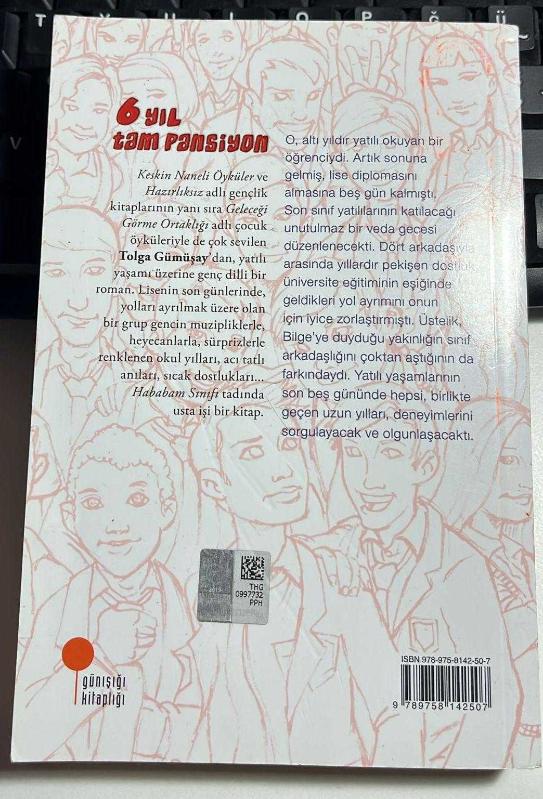 T Y U I O P Ğ Ü
6 YIL
tam Pansiyon
Keskin Naneli Öyküler ve
Hazırlıksız adlı gençlik
kitaplarının yanı sıra Geleceği
Görme Ortaklığı adlı çocuk
öyküleriyle de çok sevilen
Tolga Gümüşay'dan, yatılı
yaşamı üzerine genç dilli bir
roman. Lisenin son günlerinde,
yolları ayrılmak üzere olan
bir grup gencin muzipliklerle,
heyecanlarla, sürprizlerle
renklenen okul yılları, acı tatlı
anıları, sıcak dostlukları...
Hababam Sınıfı tadında
usta işi bir kitap.
O, altı yıldır yatılı okuyan bir
öğrenciydi. Artık sonuna
gelmiş, lise diplomasını
almasına beş gün kalmıştı.
Son sınıf yatılılarının katılacağı
unutulmaz bir veda gecesi
düzenlenecekti. Dört arkadaşıyla
arasında yıllardır pekişen dostluk,
üniversite eğitiminin eşiğinde
geldikleri yol ayrımını onun
için iyice zorlaştırmıştı. Üstelik,
Bilge'ye duyduğu yakınlığın sınıf
arkadaşlığını çoktan aştığının da
farkındaydı. Yatılı yaşamlarının
son beş gününde hepsi, birlikte
geçen uzun yılları, deneyimlerini
sorgulayacak ve olgunlaşacaktı.
THG
0997732
PPH
günışığı
kitaplığı
ISBN 978-975-8142-50-7
9 789758 142507